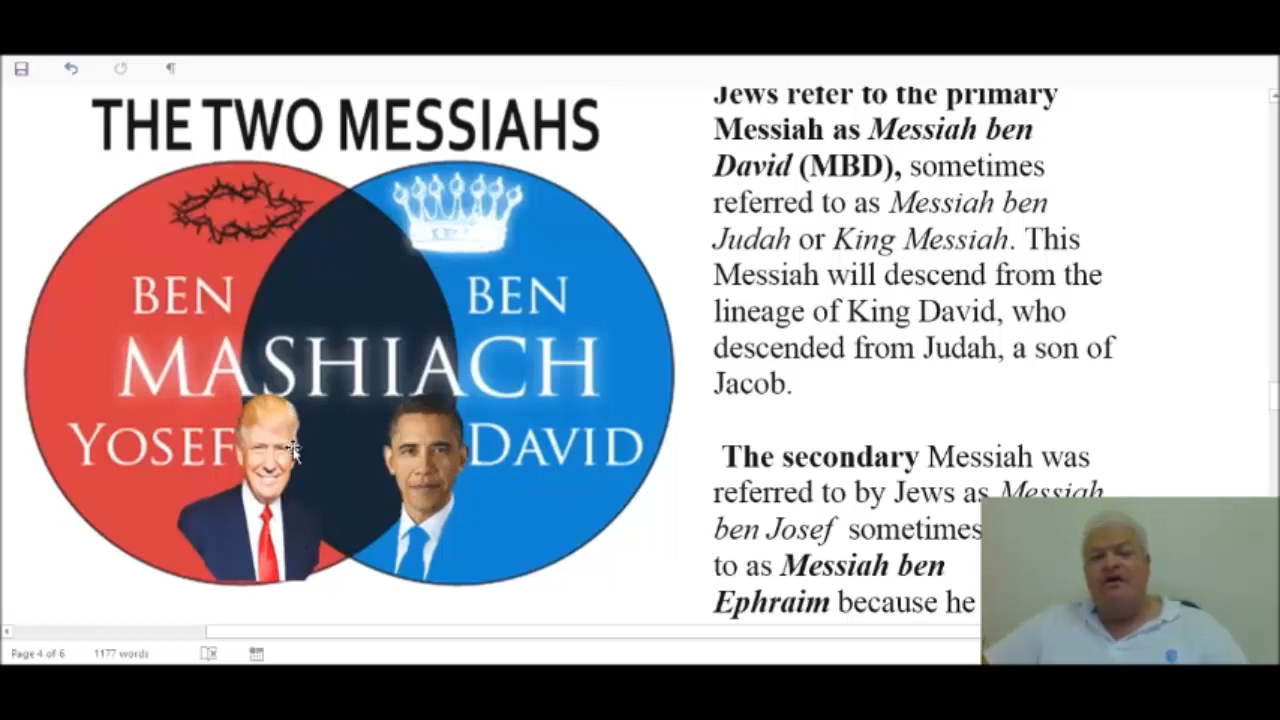 THE TWO MESSIAHS
BEN
BEN
MASHIACH
YOSEF
DAVID
Jews refer to the primary
Messiah as Messiah ben
David (MBD), sometimes
referred to as Messiah ben
Judah or King Messiah. This
Messiah will descend from the
lineage of King David, who
descended from Judah, a son of
Jacob.
The secondary Messiah was
referred to by Jews as Messiah
ben Josef sometimes
to as Messiah ben
Ephraim because he
Page 4 of 6
1177 words